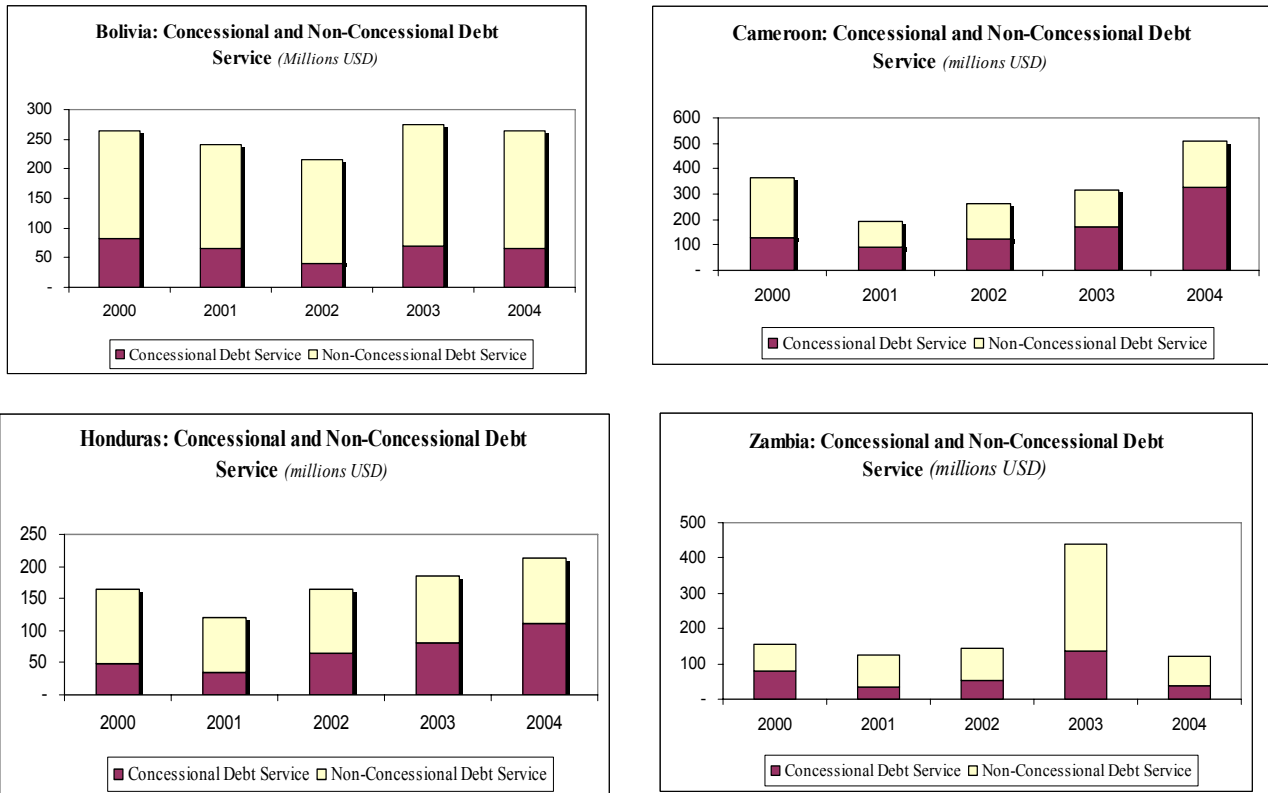 Bolivia: Concessional and Non-Concessional Debt
Service (Millions USD)
300
250
200
150
100
50
-
2000 2001 2002 2003 2004
Concessional Debt Service Non-Concessional Debt Service
Cameroon: Concessional and Non-Concessional Debt
Service (millions USD)
600
500
400
300
200
100
-
2000 2001 2002 2003 2004
Concessional Debt Service Non-Concessional Debt Service
Honduras: Concessional and Non-Concessional Debt
Service (millions USD)
250
200
150
100
50
-
2000 2001 2002 2003 2004
Concessional Debt Service Non-Concessional Debt Service
Zambia: Concessional and Non-Concessional Debt
Service (millions USD)
500
400
300
200
100
-
2000 2001 2002 2003 2004
Concessional Debt Service Non-Concessional Debt Service